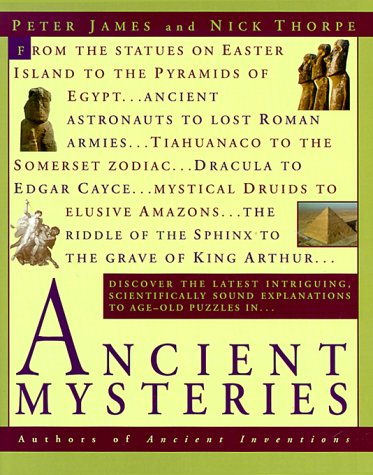 PETER JAMES AND NICK THORPE
FROM THE STATUES ON EASTER
ISLAND TO THE PYRAMIDS OF
EGYPT...ANCIENT
ASTRONAUTS TO LOST ROMAN
ARMIES...TIAHUANACO TO THE
SOMERSET ZODIAC...DRACULA TO
EDGAR CAYCE...MYSTICAL DRUIDS TO
ELUSIVE AMAZONS...THE
RIDDLE OF THE SPHINX TO
THE GRAVE OF KING ARTHUR...
DISCOVER THE LATEST INTRIGUING,
SCIENTIFICALLY SOUND EXPLANATIONS
TO AGE-OLD PUZZLES IN...
ANCIENT
MYSTERIES
Authors of Ancient Inventions